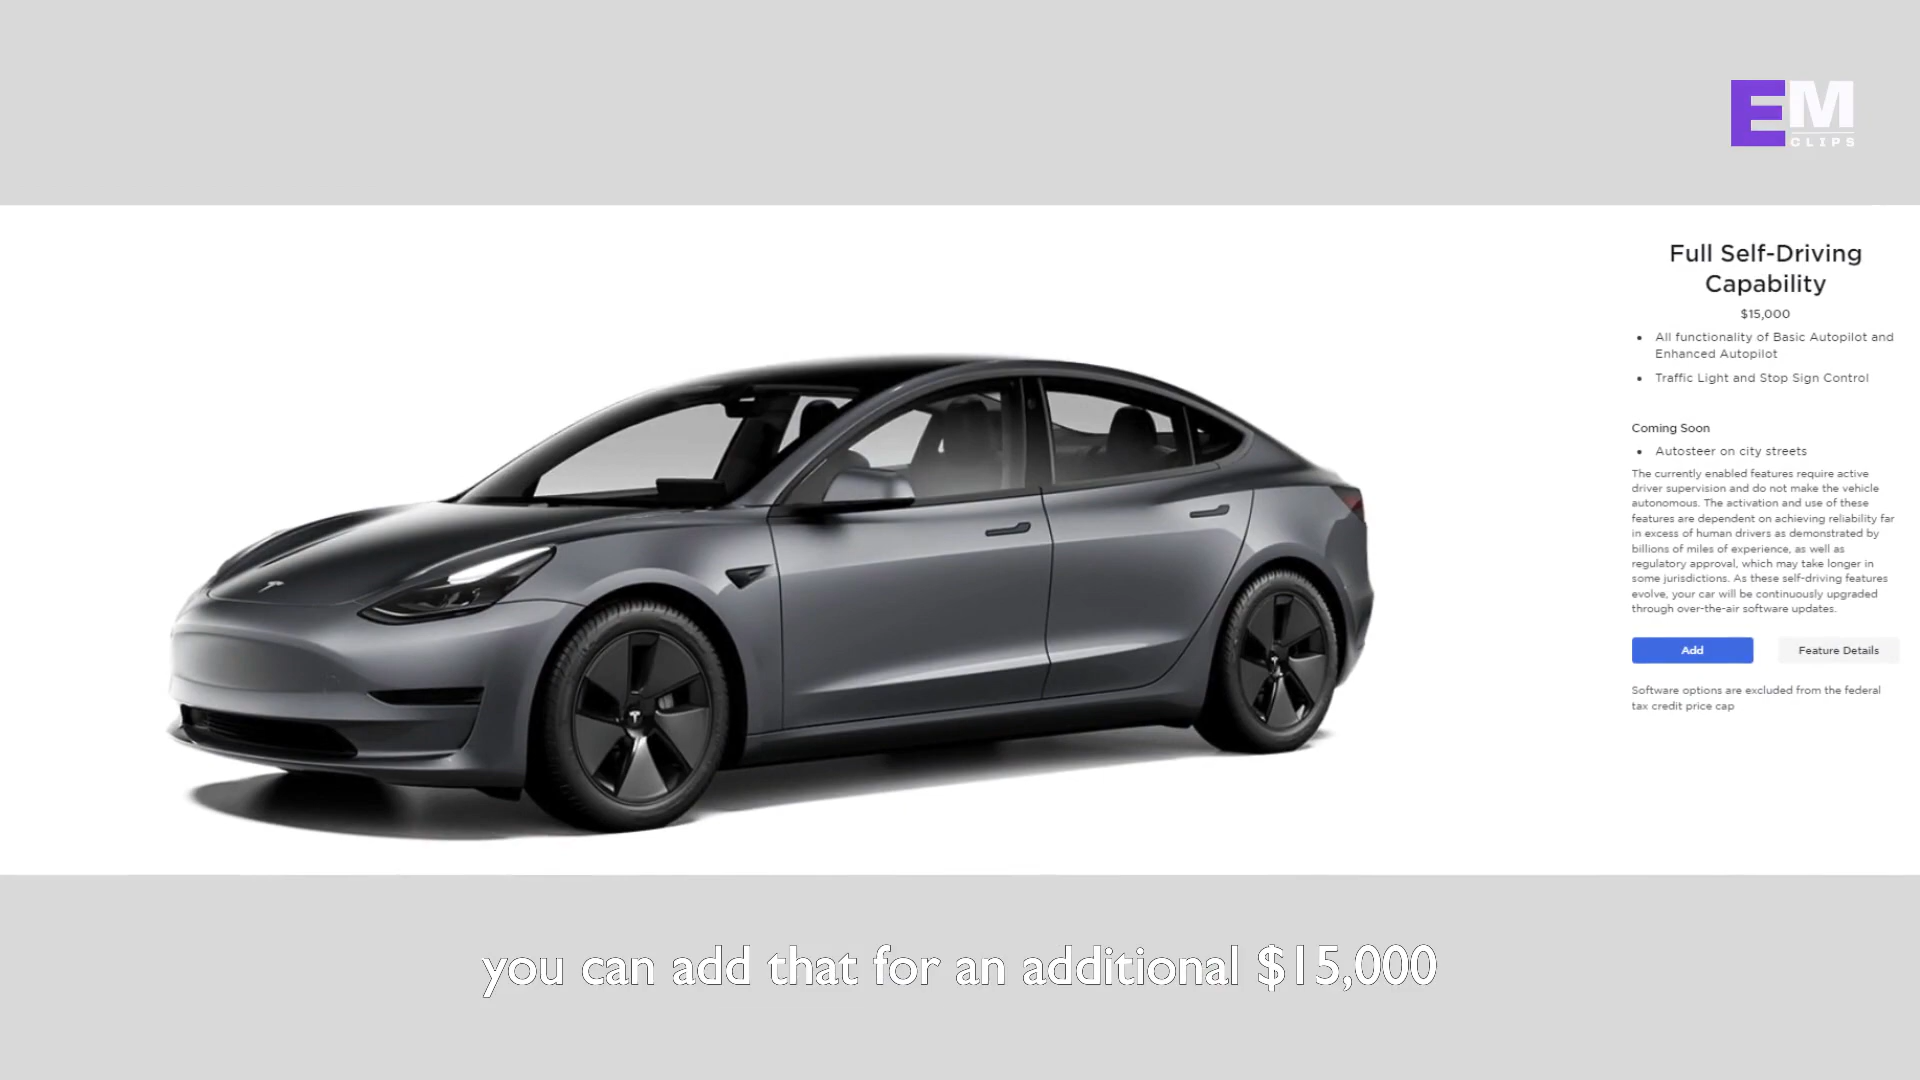 EM
CLIPS
Full Self-Driving
Capability
$15,000
• All functionality of Basic Autopilot and
Enhanced Autopilot
• Traffic Light and Stop Sign Control
Coming Soon
• Autosteer on city streets
The currently enabled features require active
driver supervision and do not make the vehicle
autonomous. The activation and use of these
features are dependent on achieving reliability far
in excess of human drivers as demonstrated by
billions of miles of experience, as well as
regulatory approval, which may take longer in
some jurisdictions. As these self-driving features
evolve, your car will be continuously upgraded
through over-the-air software updates.
Add
Feature Details
Software options are excluded from the federal
tax credit price cap
you can add that for an additional $15,000